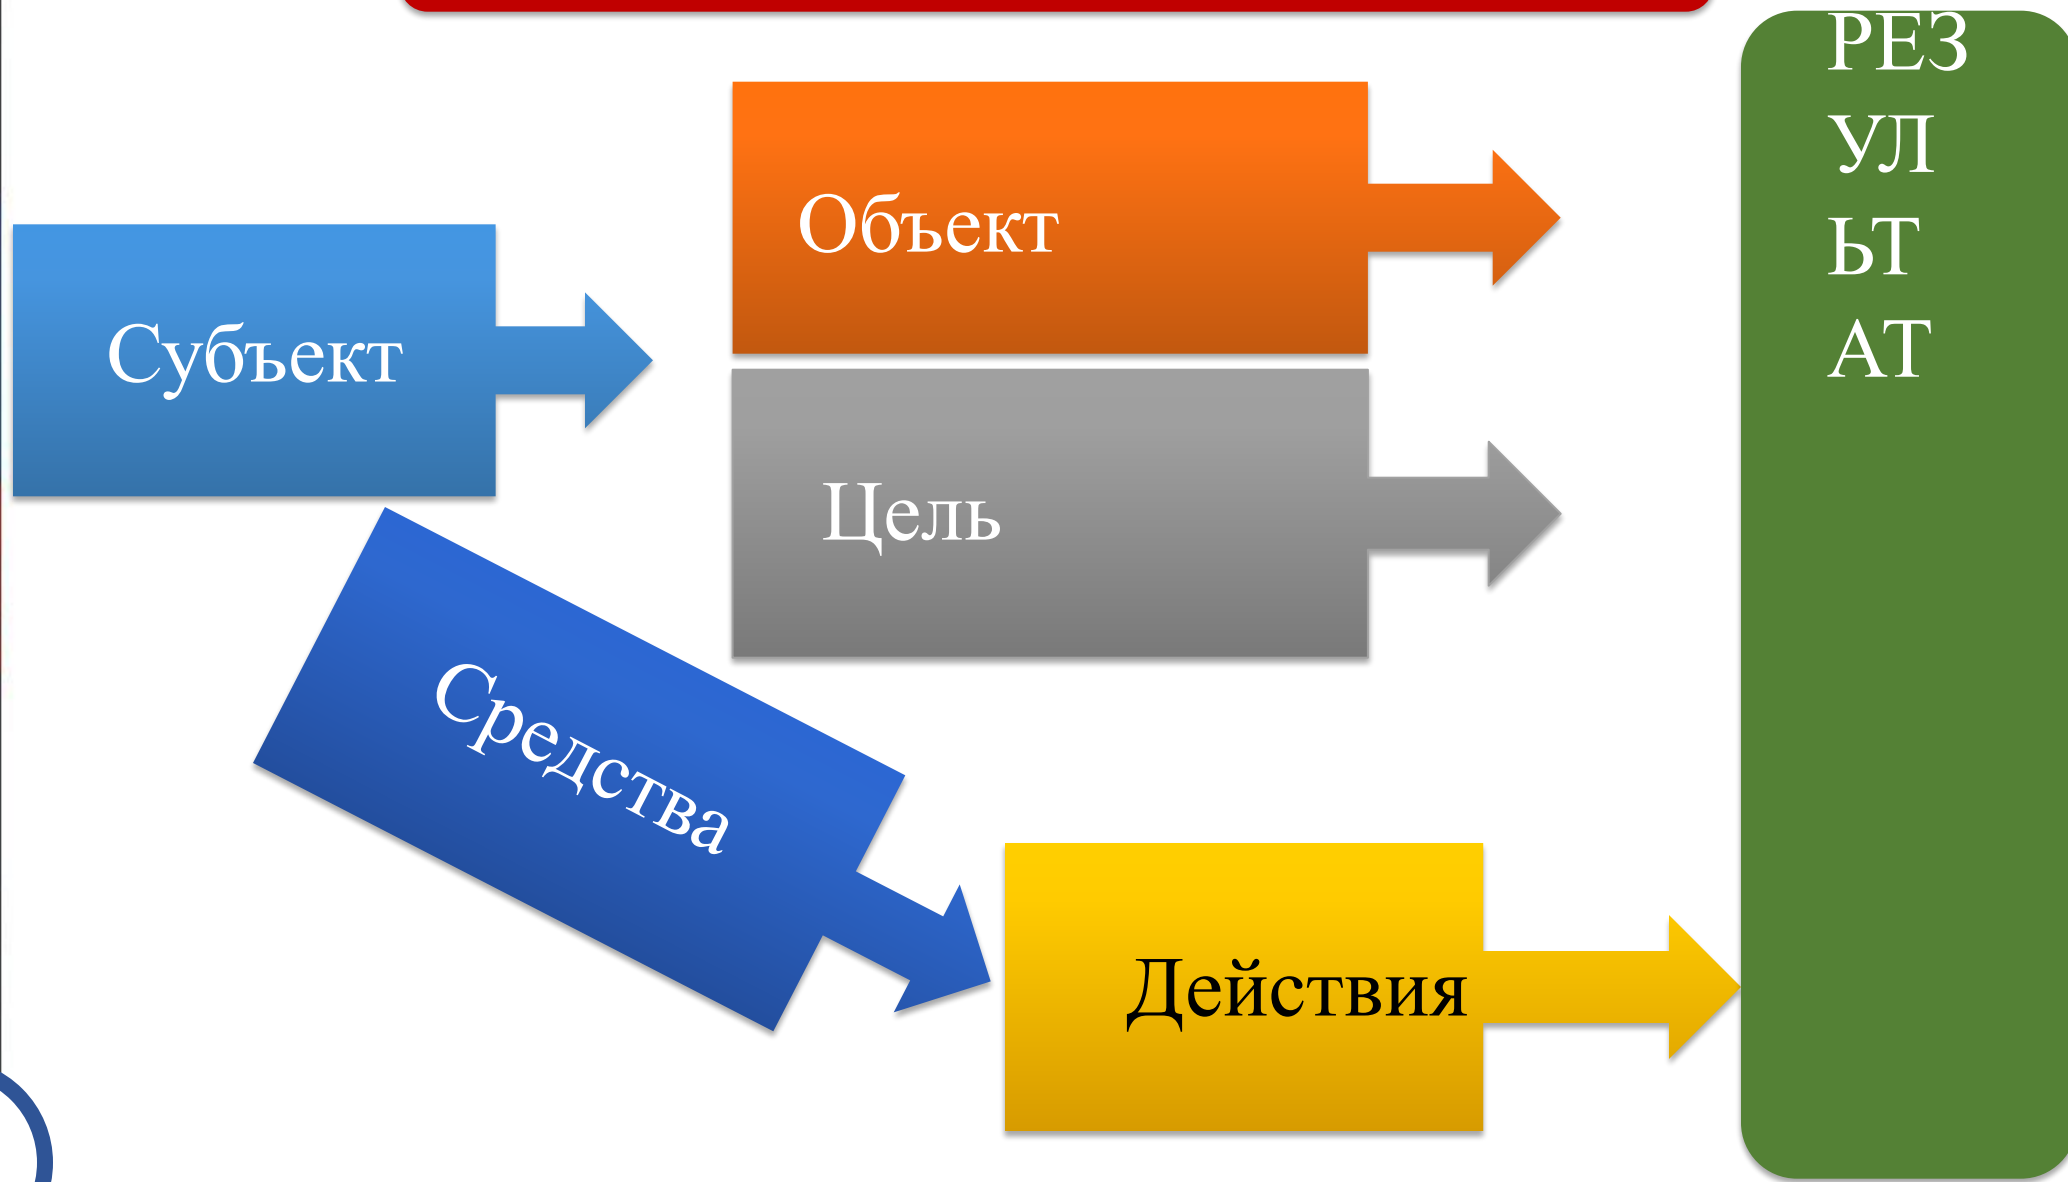 Субъект
Объект
Цель
Средства
Действия
РЕЗ
УЛ
ЬТ
АТ